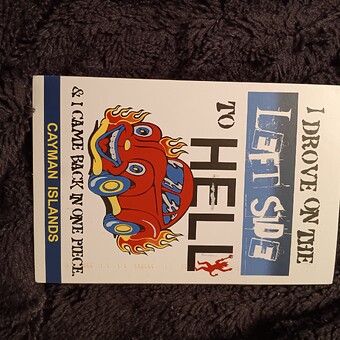 I DROVE ON THE
LEFT SIDE
TO HELL
& I CAME BACK IN ONE PIECE.
CAYMAN ISLANDS